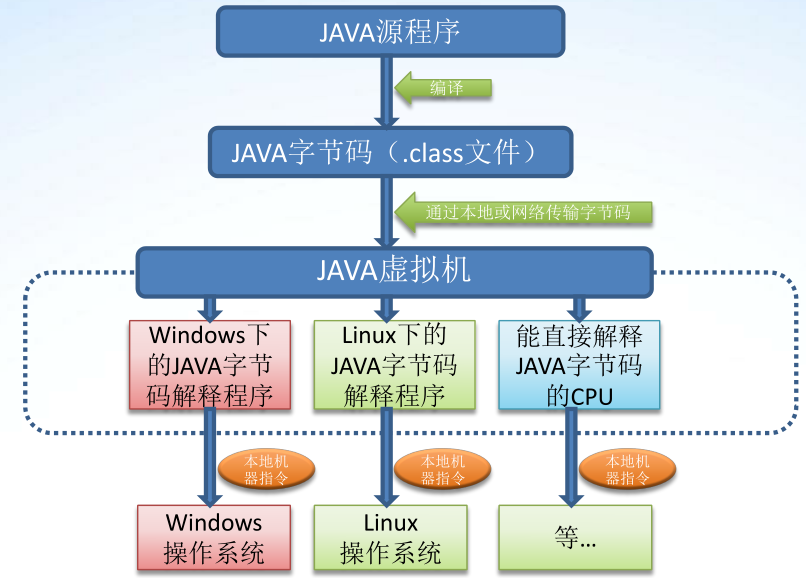 JAVA源程序
编译
JAVA字节码（.class文件）
通过本地或网络传输字节码
JAVA虚拟机
Windows下
的JAVA字节
码解释程序
Linux下的
JAVA字节码
解释程序
能直接解释
JAVA字节码
的CPU
本地机
器指令
本地机
器指令
本地机
器指令
Windows
操作系统
Linux
操作系统
等...